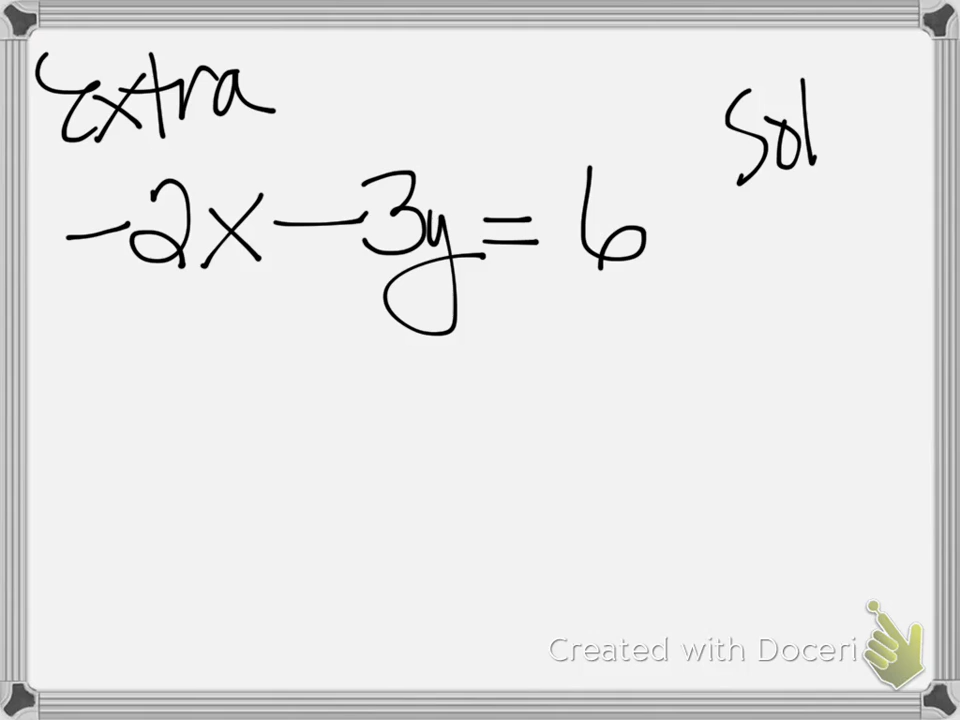 Extra
Sol
-2x - 3y = 6
Created with Doceri